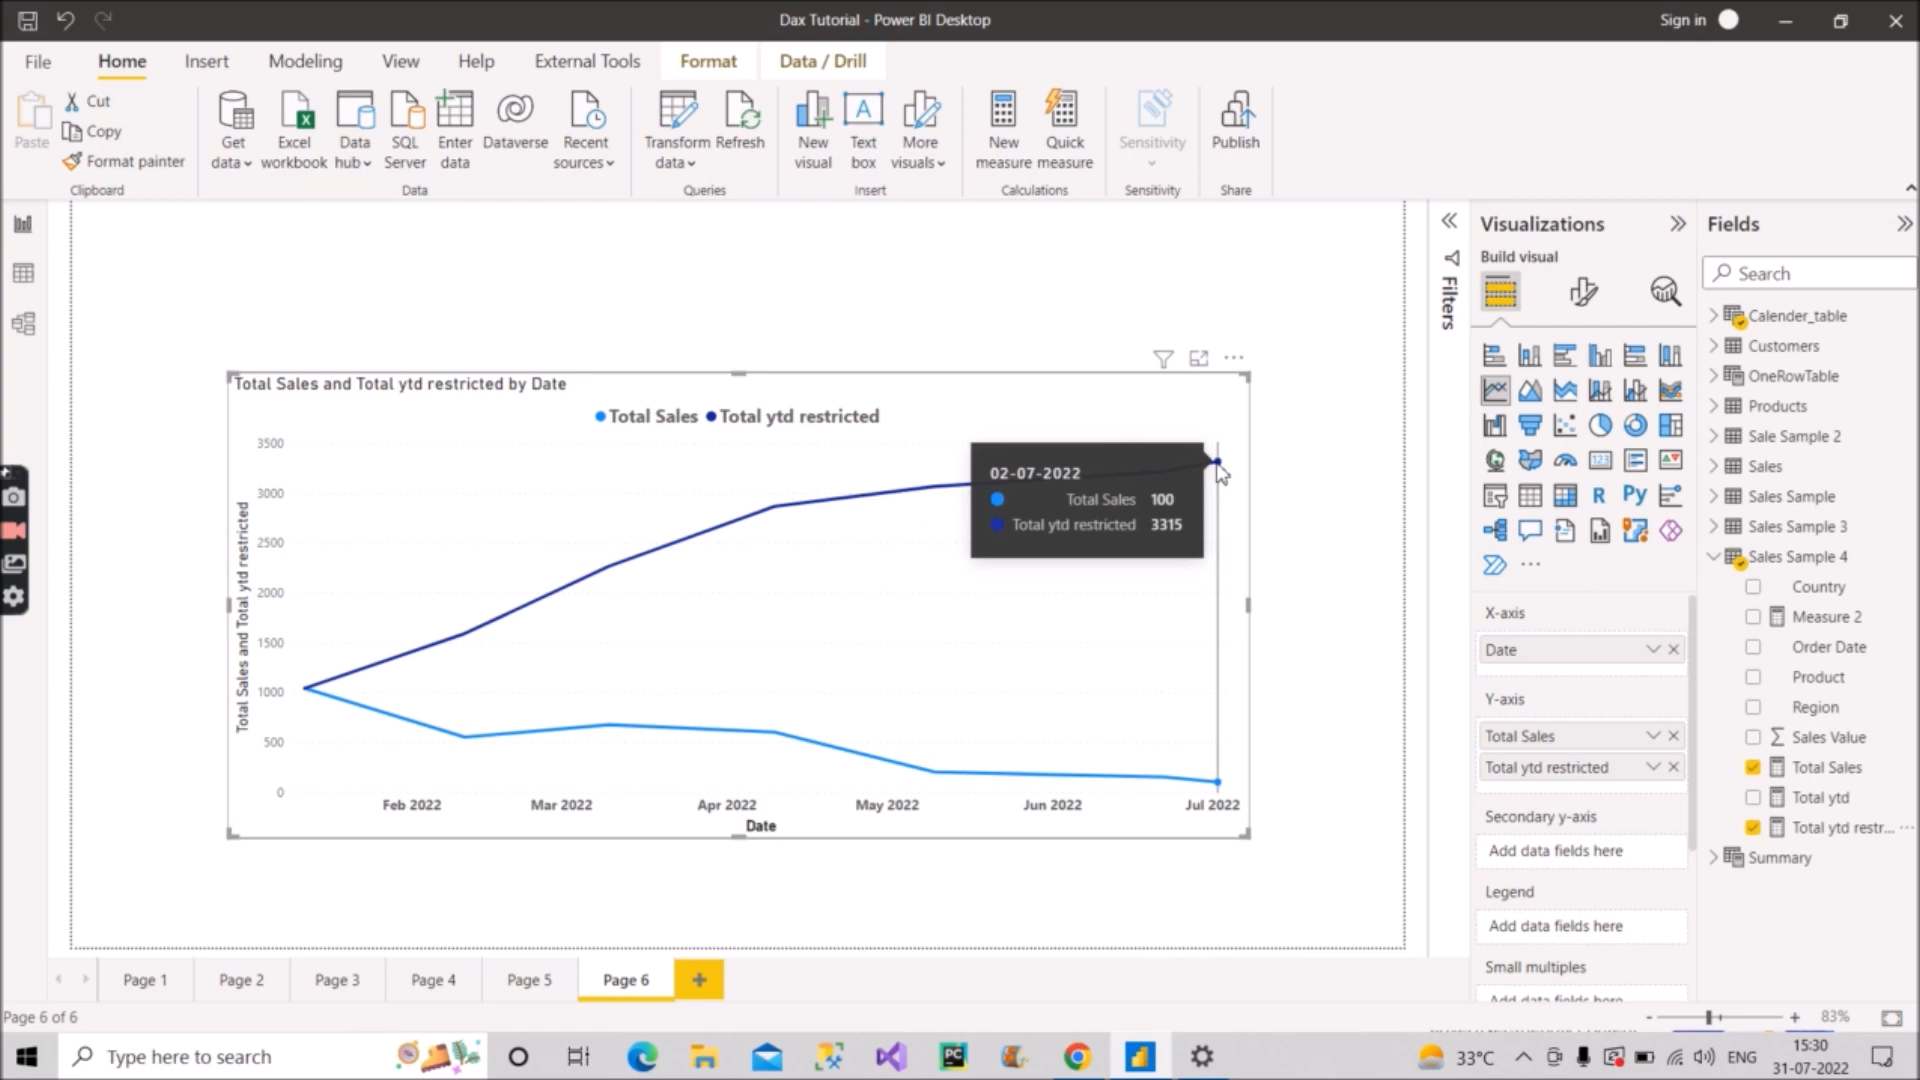 Dax Tutorial - Power BI Desktop
Sign in
File
Home
Insert
Modeling
View
Help
External Tools
Format
Data / Drill
Paste
Cut
Copy
Format painter
Clipboard
Get data
Excel workbook
Data hub
SQL Server
Enter data
Dataverse
Recent sources
Data
Transform data
Refresh
Queries
New visual
Text box
More visuals
Insert
New measure
Quick measure
Calculations
Sensitivity
Sensitivity
Publish
Share
Total Sales and Total ytd restricted by Date
Total Sales
Total ytd restricted
3500
3000
2500
2000
1500
1000
500
0
Total Sales and Total ytd restricted
02-07-2022
Total Sales 100
Total ytd restricted 3315
Feb 2022
Mar 2022
Apr 2022
May 2022
Jun 2022
Jul 2022
Date
Filters
Visualizations
Build visual
R
Py
123
X-axis
Date
Y-axis
Total Sales
Total ytd restricted
Secondary y-axis
Add data fields here
Legend
Add data fields here
Small multiples
Add data fields here
Fields
Search
Calender_table
Customers
OneRowTable
Products
Sale Sample 2
Sales
Sales Sample
Sales Sample 3
Sales Sample 4
Country
Measure 2
Order Date
Product
Region
Sales Value
Total Sales
Total ytd
Total ytd restr...
Summary
Page 1
Page 2
Page 3
Page 4
Page 5
Page 6
Page 6 of 6
- + 83%
Type here to search
PC
33°C
ENG
15:30
31-07-2022